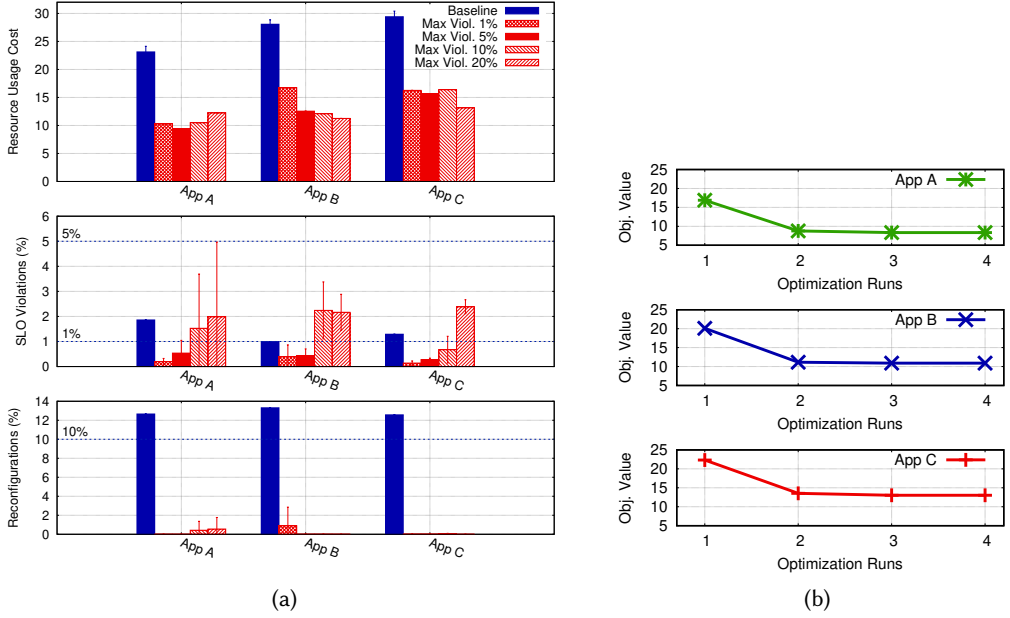 Resource Usage Cost
30
25
20
15
10
5
0
Baseline
Max Viol. 1%
Max Viol. 5%
Max Viol. 10%
Max Viol. 20%
App A
App B
App C
SLO Violations (%)
6
5
4
3
2
1
0
5%
1%
App A
App B
App C
Reconfigurations (%)
14
12
10
8
6
4
2
0
10%
App A
App B
App C
(a)
Obj. Value
25
20
15
10
5
App A
1 2 3 4
Optimization Runs
Obj. Value
25
20
15
10
5
App B
1 2 3 4
Optimization Runs
Obj. Value
25
20
15
10
5
App C
1 2 3 4
Optimization Runs
(b)